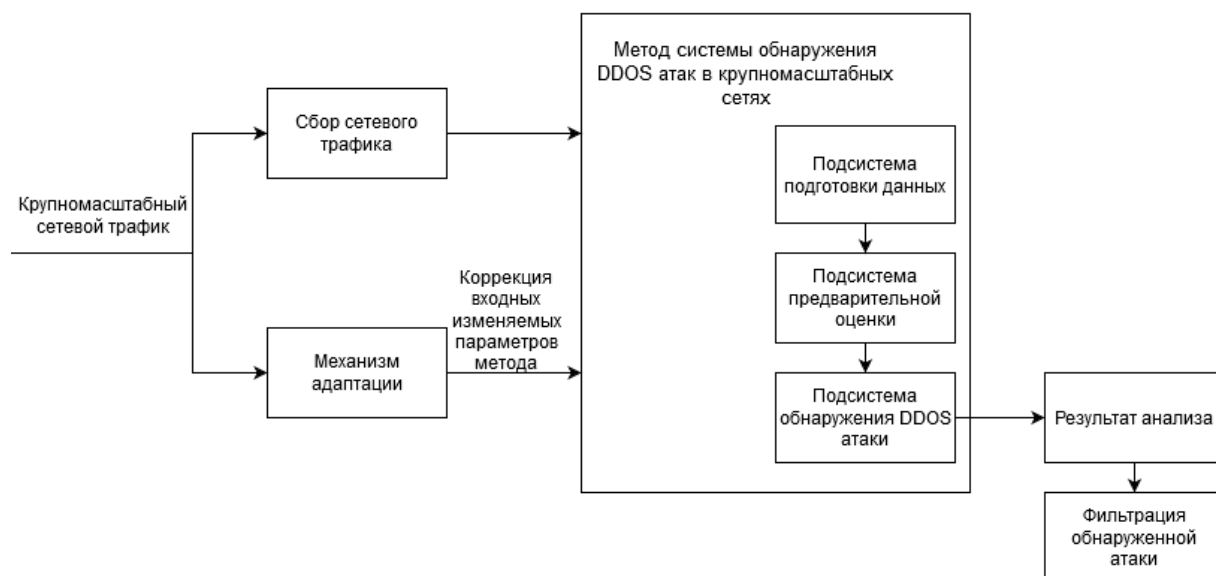 Метод системы обнаружения
DDOS атак в крупномасштабных
сетях
Сбор сетевого
трафика
Подсистема
подготовки данных
Крупномасштабный
сетевой трафик
Коррекция
входных
изменяемых
параметров
метода
Подсистема
предварительной
оценки
Механизм
адаптации
Подсистема
обнаружения DDOS
атаки
Результат анализа
Фильтрация
обнаруженной
атаки